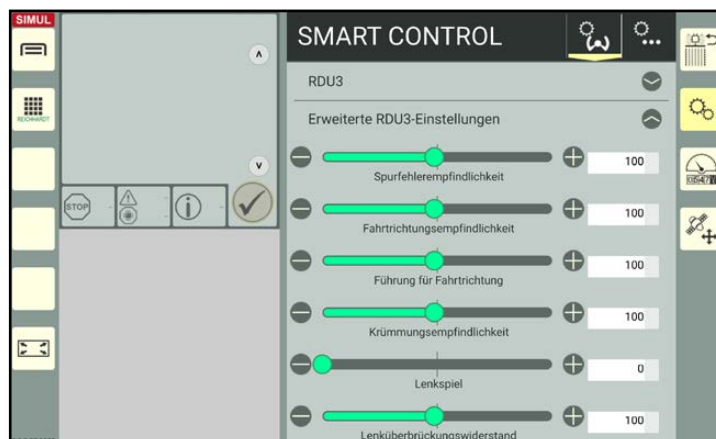 SIMUL
SMART CONTROL
RDU3
REICHHARDT
Erweiterte RDU3-Einstellungen
100
Spurfehlerempfindlichkeit
STOP
100
Fahrtrichtungsempfindlichkeit
100
Führung für Fahrtrichtung
100
Krümmungsempfindlichkeit
0
Lenkspiel
100
Lenküberbrückungswiderstand